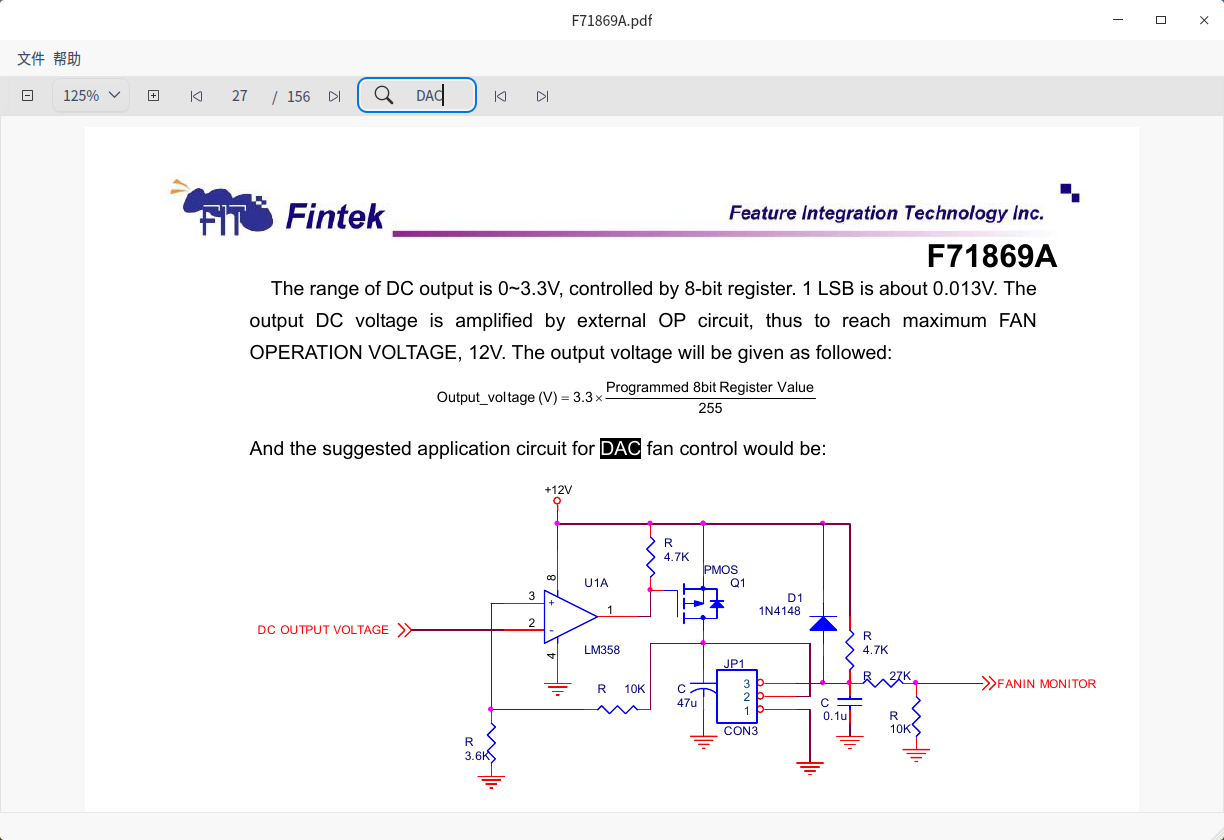 F71869A.pdf
文件 帮助
125%
27 / 156
DAC
FIT Fintek
Feature Integration Technology Inc.
F71869A
The range of DC output is 0~3.3V, controlled by 8-bit register. 1 LSB is about 0.013V. The
output DC voltage is amplified by external OP circuit, thus to reach maximum FAN
OPERATION VOLTAGE, 12V. The output voltage will be given as followed:
Output_voltage (V) = 3.3 × Programmed 8bit Register Value
255
And the suggested application circuit for DAC fan control would be:
+12V
R
4.7K
PMOS
Q1
8
U1A
3
+
1
D1
1N4148
DC OUTPUT VOLTAGE
2
-
R
4.7K
4
LM358
JP1
R 27K
R 10K
C
47u
3
2
1
FANIN MONITOR
C
0.1u
R
10K
CON3
R
3.6K